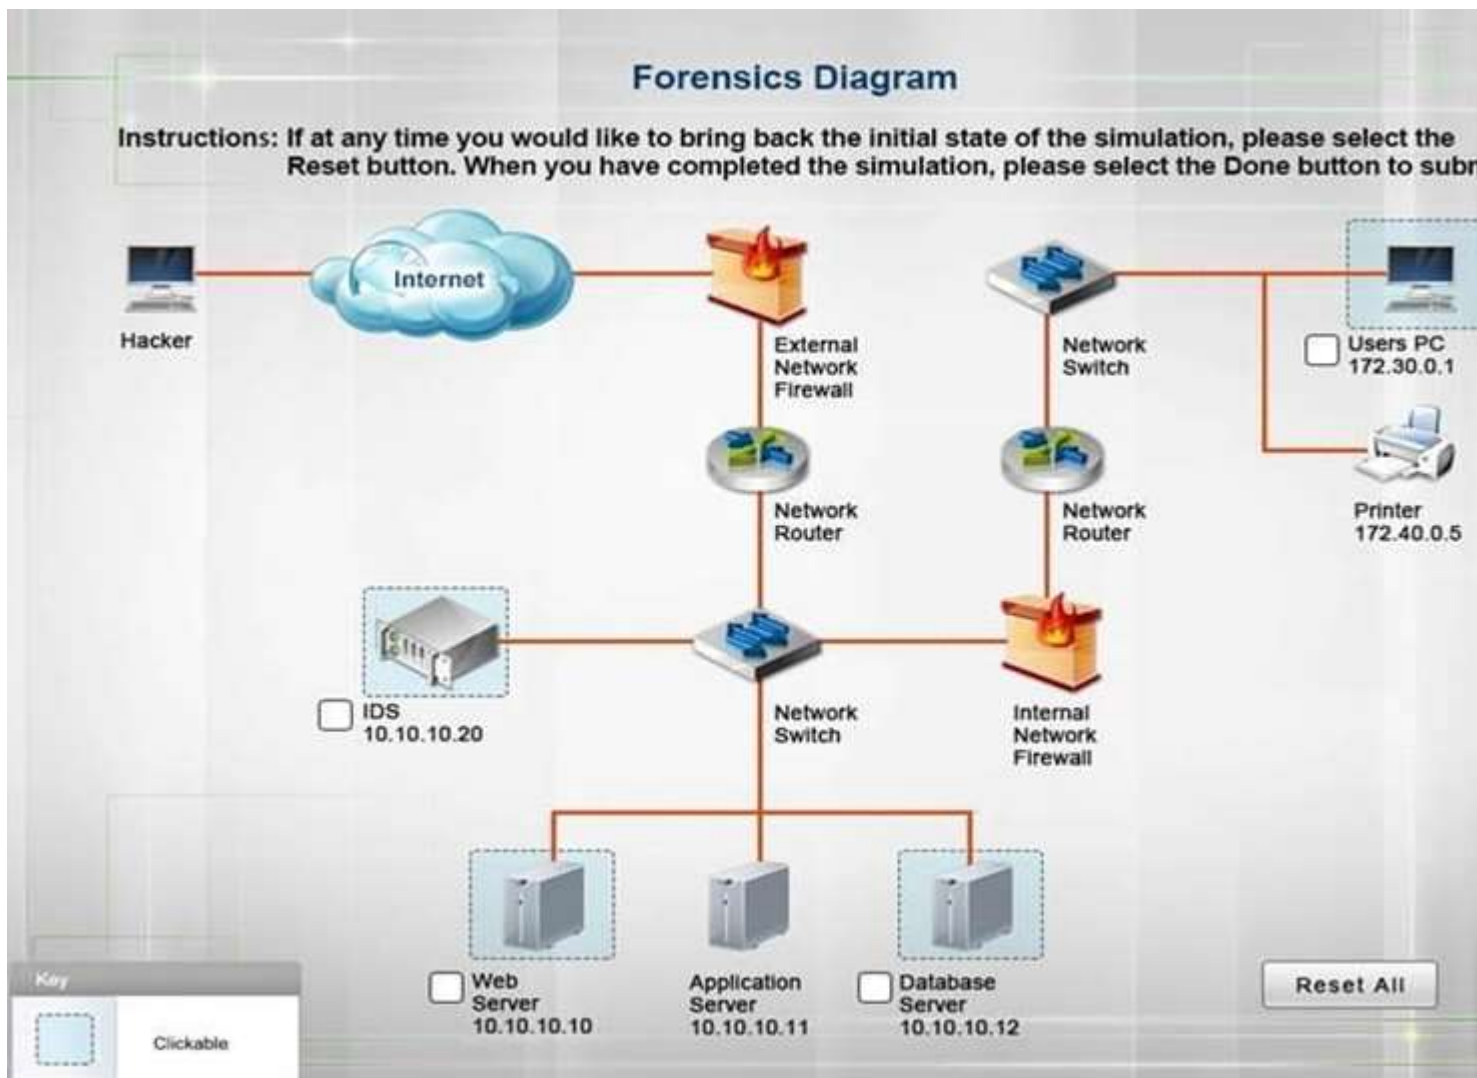 Forensics Diagram
Instructions: If at any time you would like to bring back the initial state of the simulation, please select the
Reset button. When you have completed the simulation, please select the Done button to
Hacker
Internet
External
Network
Firewall
Network
Switch
Users PC
172.30.0.1
Network
Router
Network
Router
Printer
172.40.0.5
IDS
10.10.10.20
Network
Switch
Internal
Network
Firewall
Web
Server
10.10.10.10
Application
Server
10.10.10.11
Database
Server
10.10.10.12
Reset All
Key
Clickable